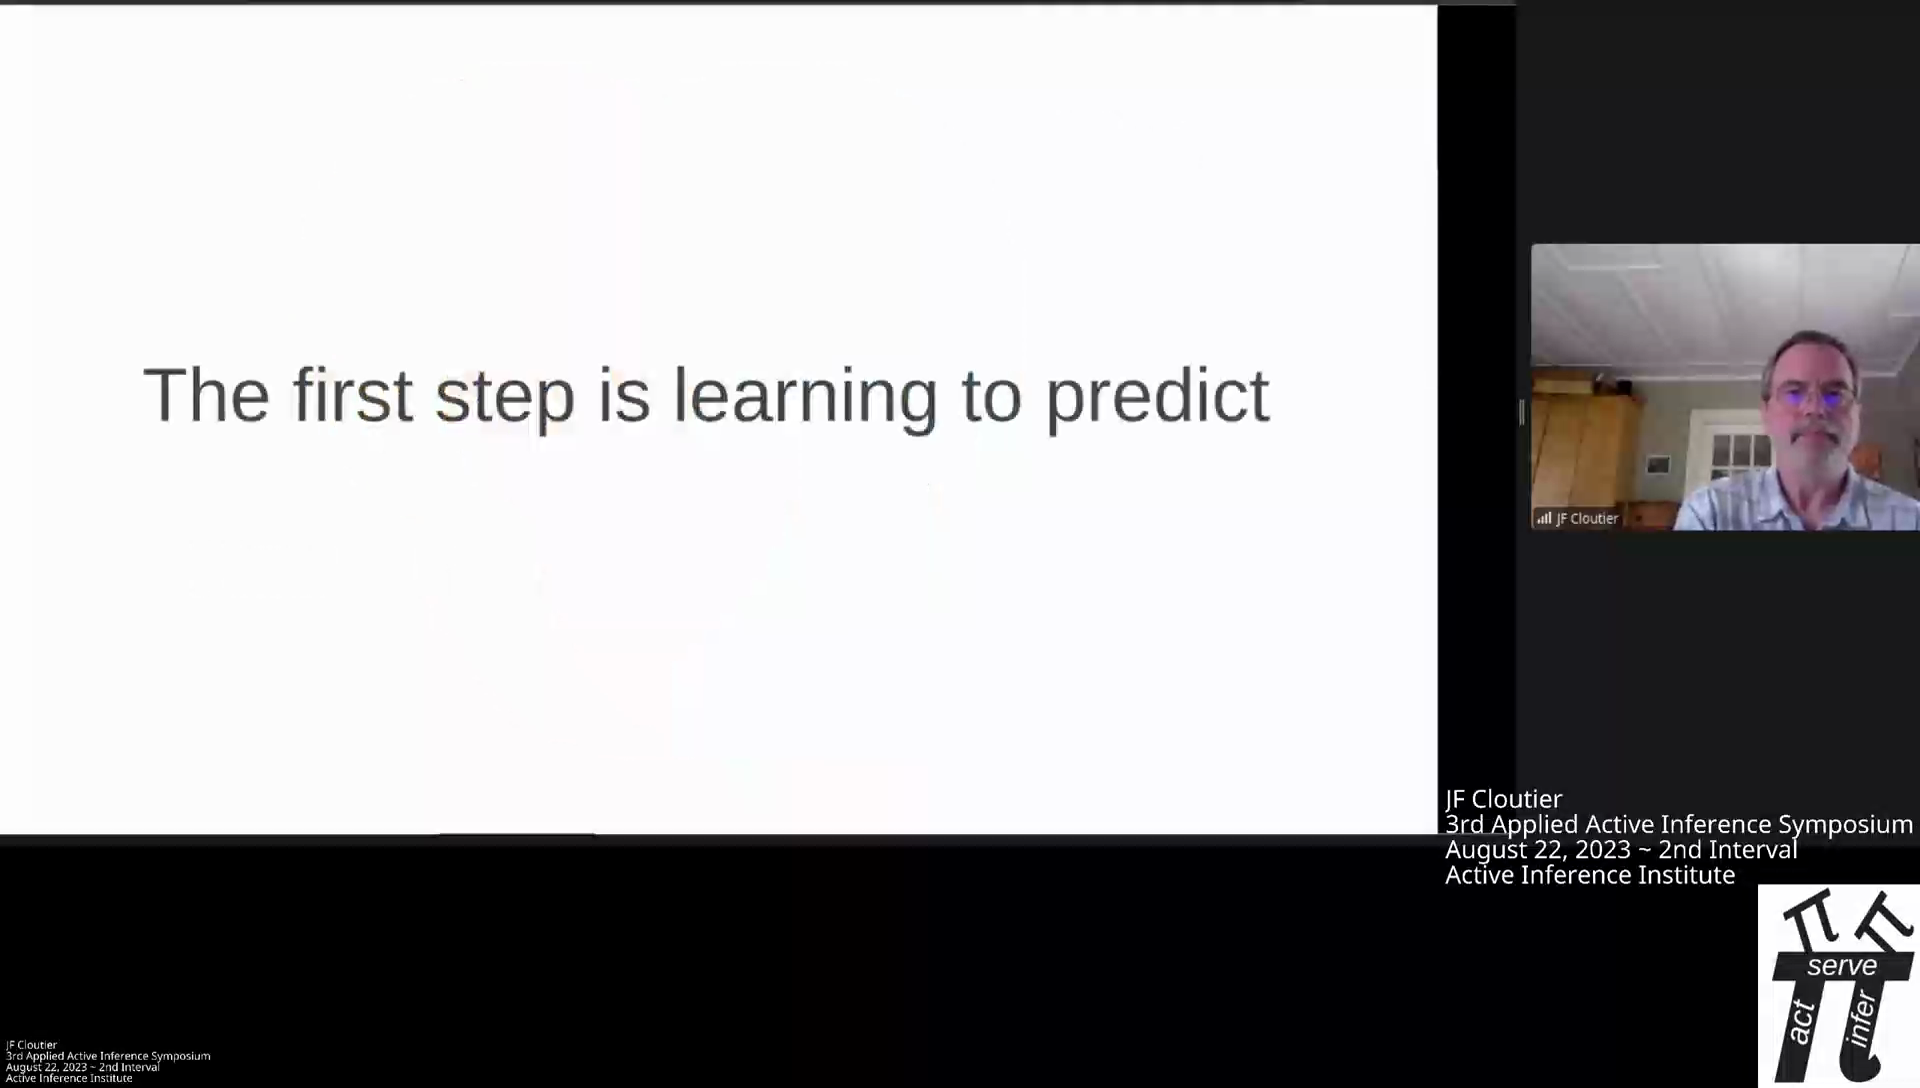 The first step is learning to predict
JF Cloutier
JF Cloutier
3rd Applied Active Inference Symposium
August 22, 2023 ~ 2nd Interval
Active Inference Institute
π π
serve
π
act
infer
JF Cloutier
3rd Applied Active Inference Symposium
August 22, 2023 ~ 2nd Interval
Active Inference Institute